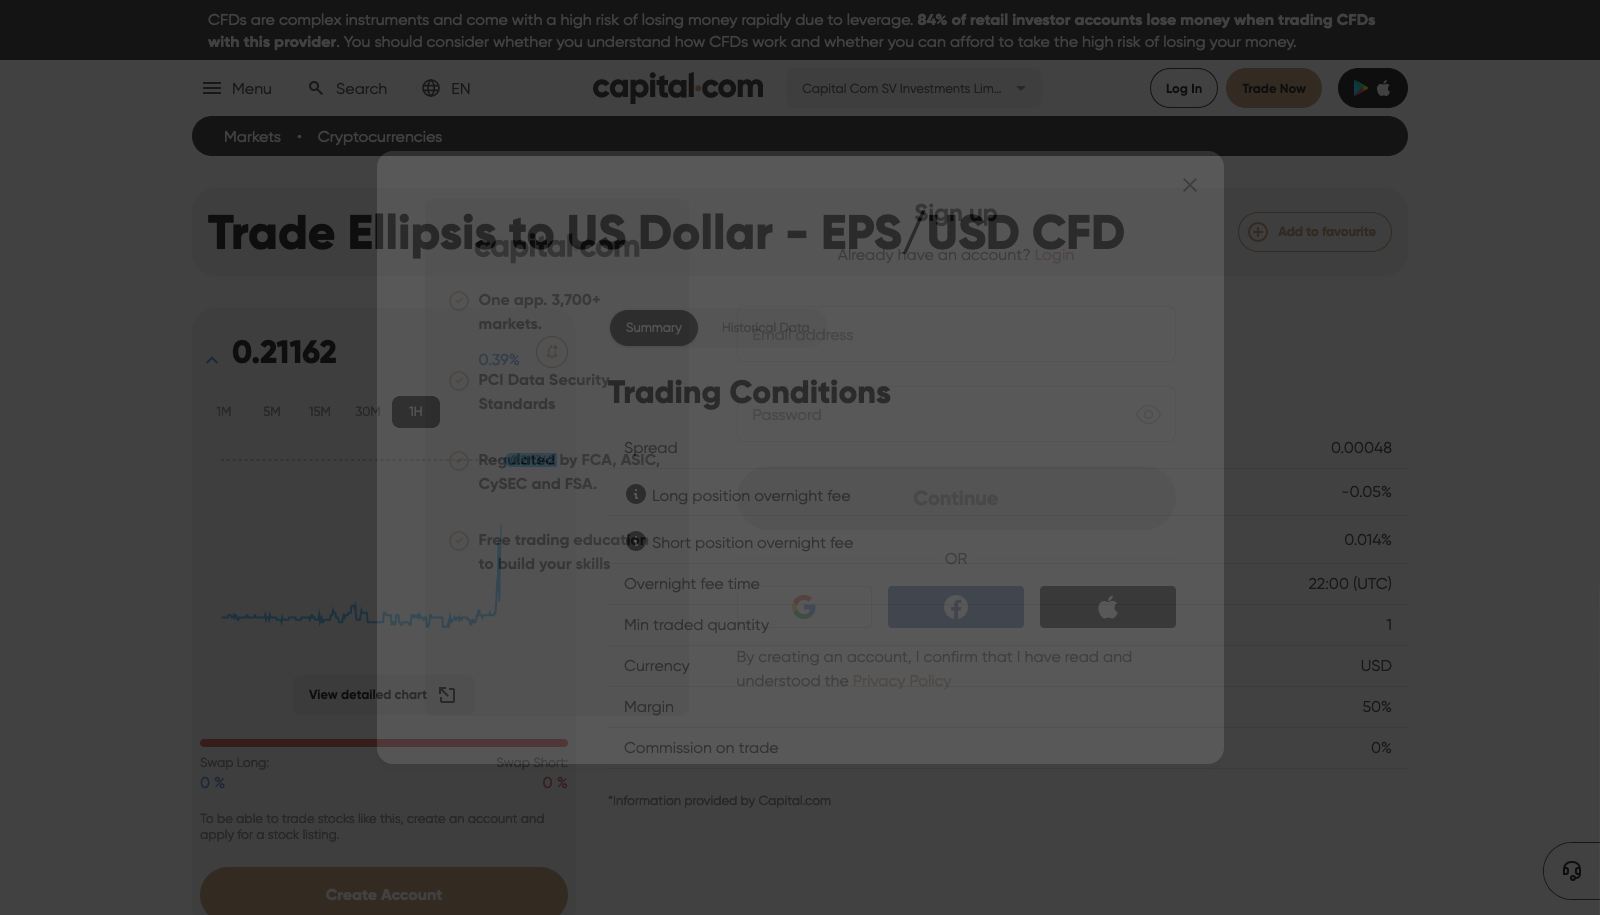 CFDs are complex instruments and come with a high risk of losing money rapidly due to leverage. 84% of retail investor accounts lose money when trading CFDs
with this provider. You should consider whether you understand how CFDs work and whether you can afford to take the high risk of losing your money.
Menu
Search
EN
capital.com
Capital Com SV Investments Lim...
Log In
Trade Now
Markets • Cryptocurrencies
Trade Ellipsis to US Dollar - EPS/USD CFD
Add to favourite
0.21162
0.39%
1M 5M 15M 30M 1H
View detailed chart
Swap Long:
Swap Short:
0 %
0 %
To be able to trade stocks like this, create an account and
apply for a stock listing.
Create Account
Summary
Historical Data
Trading Conditions
Spread 0.00048
Long position overnight fee -0.05%
Short position overnight fee 0.014%
Overnight fee time 22:00 (UTC)
Min traded quantity 1
Currency USD
Margin 50%
Commission on trade 0%
*Information provided by Capital.com
capital.com
One app. 3,700+
markets.
PCI Data Security
Standards
Regulated by FCA, ASIC,
CySEC and FSA.
Free trading education
to build your skills
Sign up
Already have an account? Login
Email address
Password
Continue
OR
By creating an account, I confirm that I have read and
understood the Privacy Policy